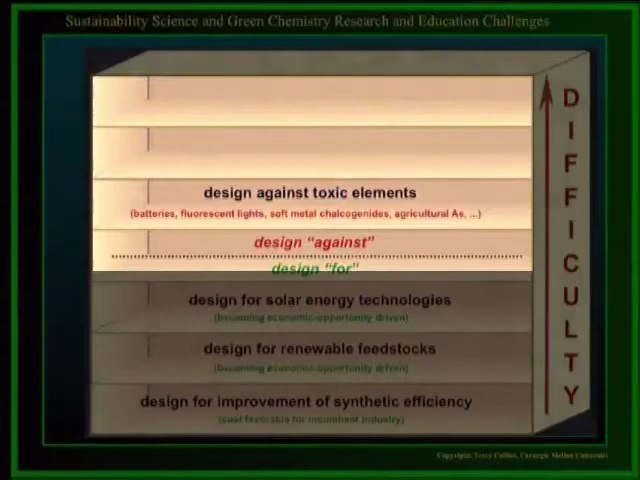 Sustainability Science and Green Chemistry Research and Education Challenges
design against toxic elements
(batteries, fluorescent lights, soft metal chalcogenides, agricultural As, ...)
design "against"
design "for"
design for solar energy technologies
(becoming economic-opportunity driven)
design for renewable feedstocks
(becoming economic-opportunity driven)
design for improvement of synthetic efficiency
(cost favorable for incumbent industry)
DIFFICULTY
Copyright: Terry Collins, Carnegie Mellon University